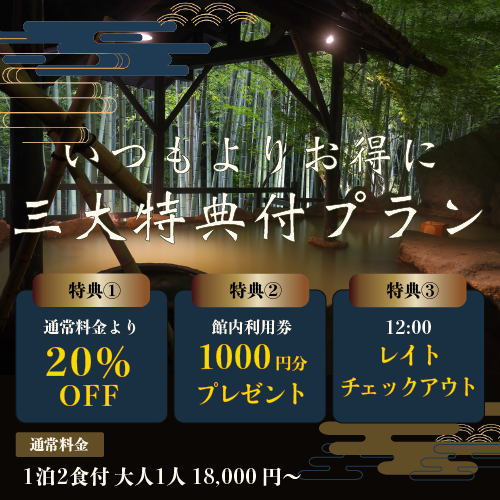 いつもよりお得に
三大特典付プラン
特典①
通常料金より
20%
OFF
特典②
館内利用券
1000円分
プレゼント
特典③
12:00
レイト
チェックアウト
通常料金
1泊2食付 大人1人 18,000円〜